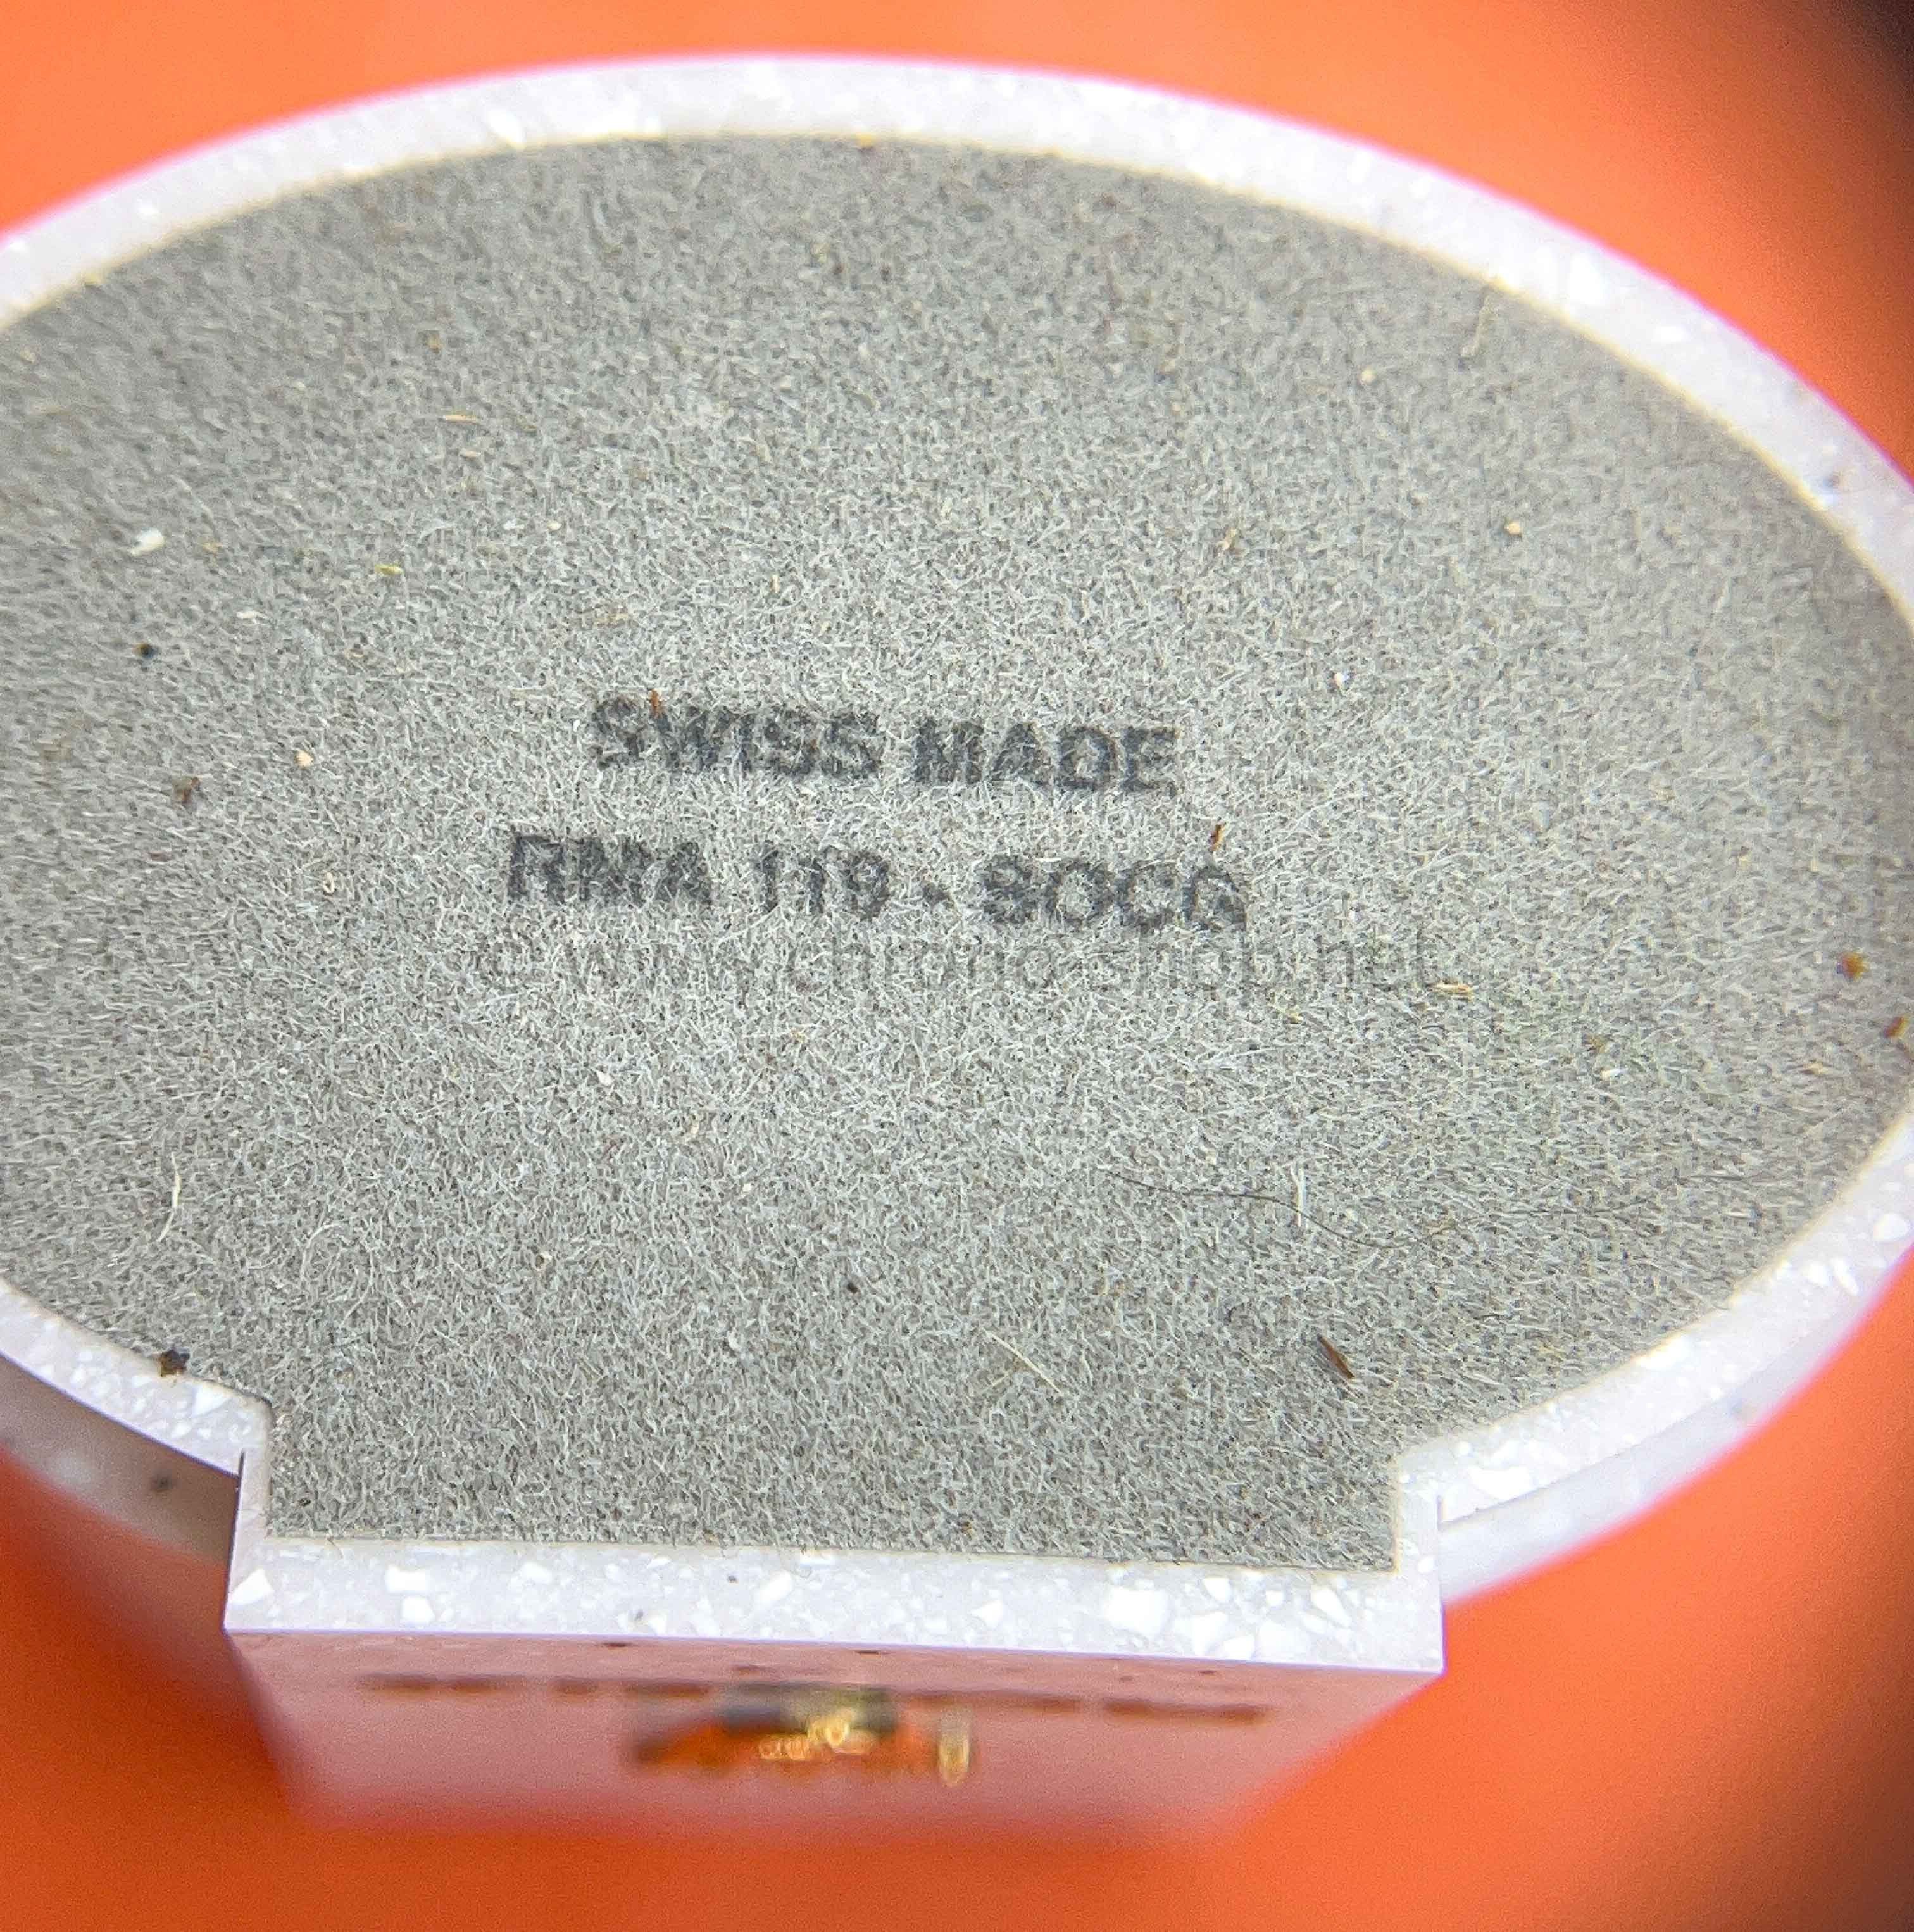 SWISS MADE
RMA 119 - SOCG
© www.chrono-shop.net